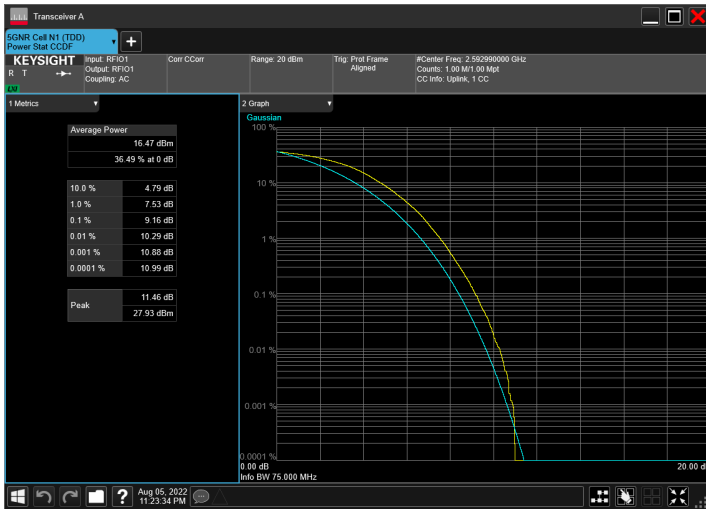 Transceiver A
5GNR Cell N1 (TDD)
Power Stat CCDF
KEYSIGHT
R T
LXI
Input: RFIO1
Output: RFIO1
Coupling: AC
Corr CCorr
Range: 20 dBm
Trig: Prot Frame
Aligned
#Center Freq: 2.592990000 GHz
Counts: 1.00 M/1.00 Mpt
CC Info: Uplink, 1 CC
1 Metrics
Average Power
16.47 dBm
36.49 % at 0 dB
10.0 % 4.79 dB
1.0 % 7.53 dB
0.1 % 9.16 dB
0.01 % 10.29 dB
0.001 % 10.88 dB
0.0001 % 10.99 dB
Peak
11.46 dB
27.93 dBm
2 Graph
Gaussian
100 %
10 %
1 %
0.1 %
0.01 %
0.001 %
0.0001 %
0.00 dB
20.00 d
Info BW 75.000 MHz
?
Aug 05, 2022
11:23:34 PM